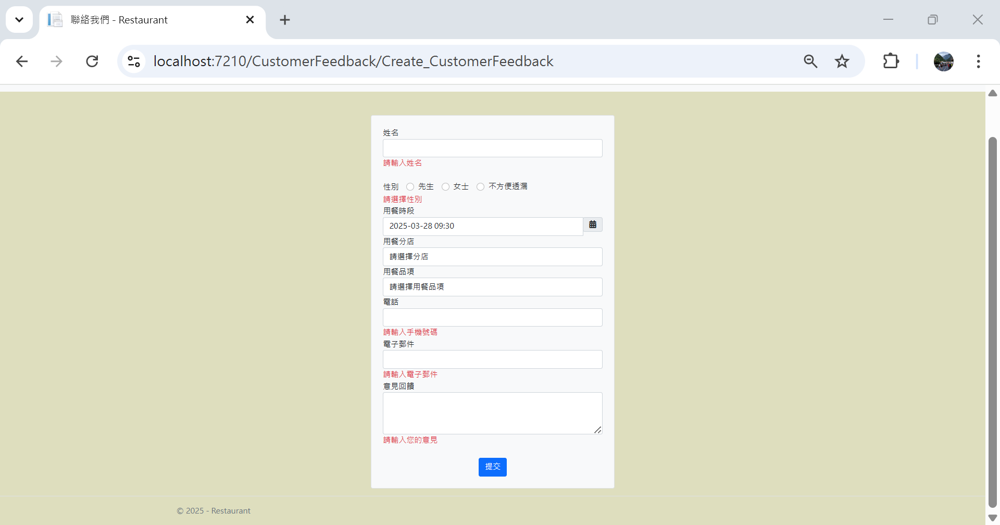 聯絡我們 - Restaurant
localhost:7210/CustomerFeedback/Create_CustomerFeedback
姓名
請輸入姓名
性別 先生 女士 不方便透漏
請選擇性別
用餐時段
2025-03-28 09:30
用餐分店
請選擇分店
用餐品項
請選擇用餐品項
電話
請輸入手機號碼
電子郵件
請輸入電子郵件
意見回饋
請輸入您的意見
提交
© 2025 - Restaurant